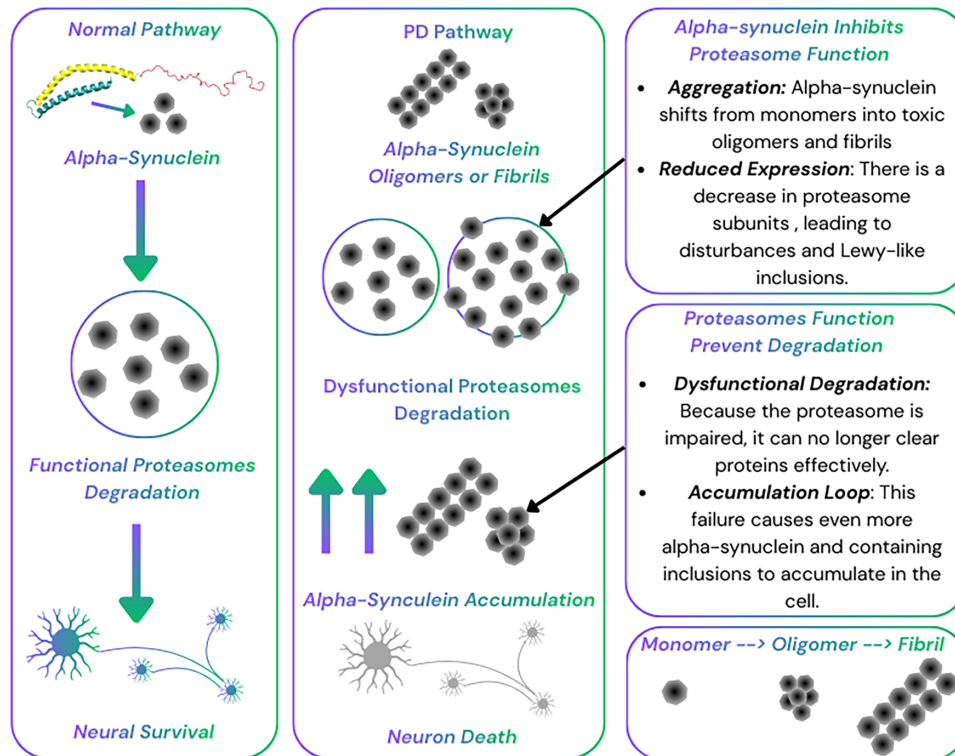 Normal Pathway
Alpha-Synuclein
Functional Proteasomes
Degradation
Neural Survival
PD Pathway
Alpha-Synuclein
Oligomers or Fibrils
Dysfunctional Proteasomes
Degradation
Alpha-Synculein Accumulation
Neuron Death
Alpha-synuclein Inhibits
Proteasome Function
• Aggregation: Alpha-synuclein
shifts from monomers into toxic
oligomers and fibrils
• Reduced Expression: There is a
decrease in proteasome
subunits , leading to
disturbances and Lewy-like
inclusions.
Proteasomes Function
Prevent Degradation
• Dysfunctional Degradation:
Because the proteasome is
impaired, it can no longer clear
proteins effectively.
• Accumulation Loop: This
failure causes even more
alpha-synuclein and containing
inclusions to accumulate in the
cell.
Monomer --> Oligomer --> Fibril